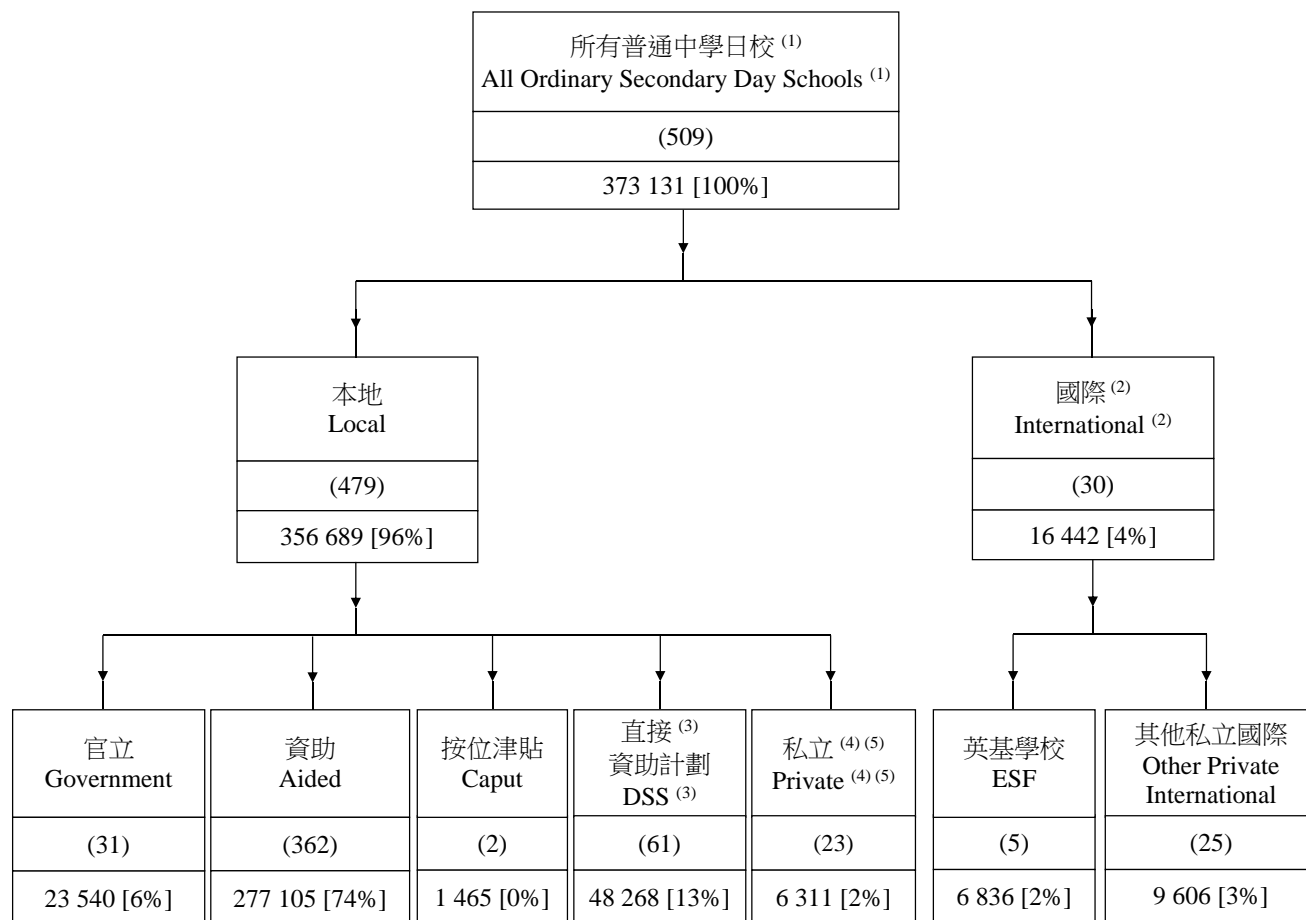 所有普通中學日校 (1)
All Ordinary Secondary Day Schools (1)
(509)
373 131 [100%]
本地
Local
(479)
356 689 [96%]
國際 (2)
International (2)
(30)
16 442 [4%]
官立
Government
(31)
23 540 [6%]
資助
Aided
(362)
277 105 [74%]
按位津貼
Caput
(2)
1 465 [0%]
直接 (3)
資助計劃
DSS (3)
(61)
48 268 [13%]
私立 (4) (5)
Private (4) (5)
(23)
6 311 [2%]
英基學校
ESF
(5)
6 836 [2%]
其他私立國際
Other Private
International
(25)
9 606 [3%]